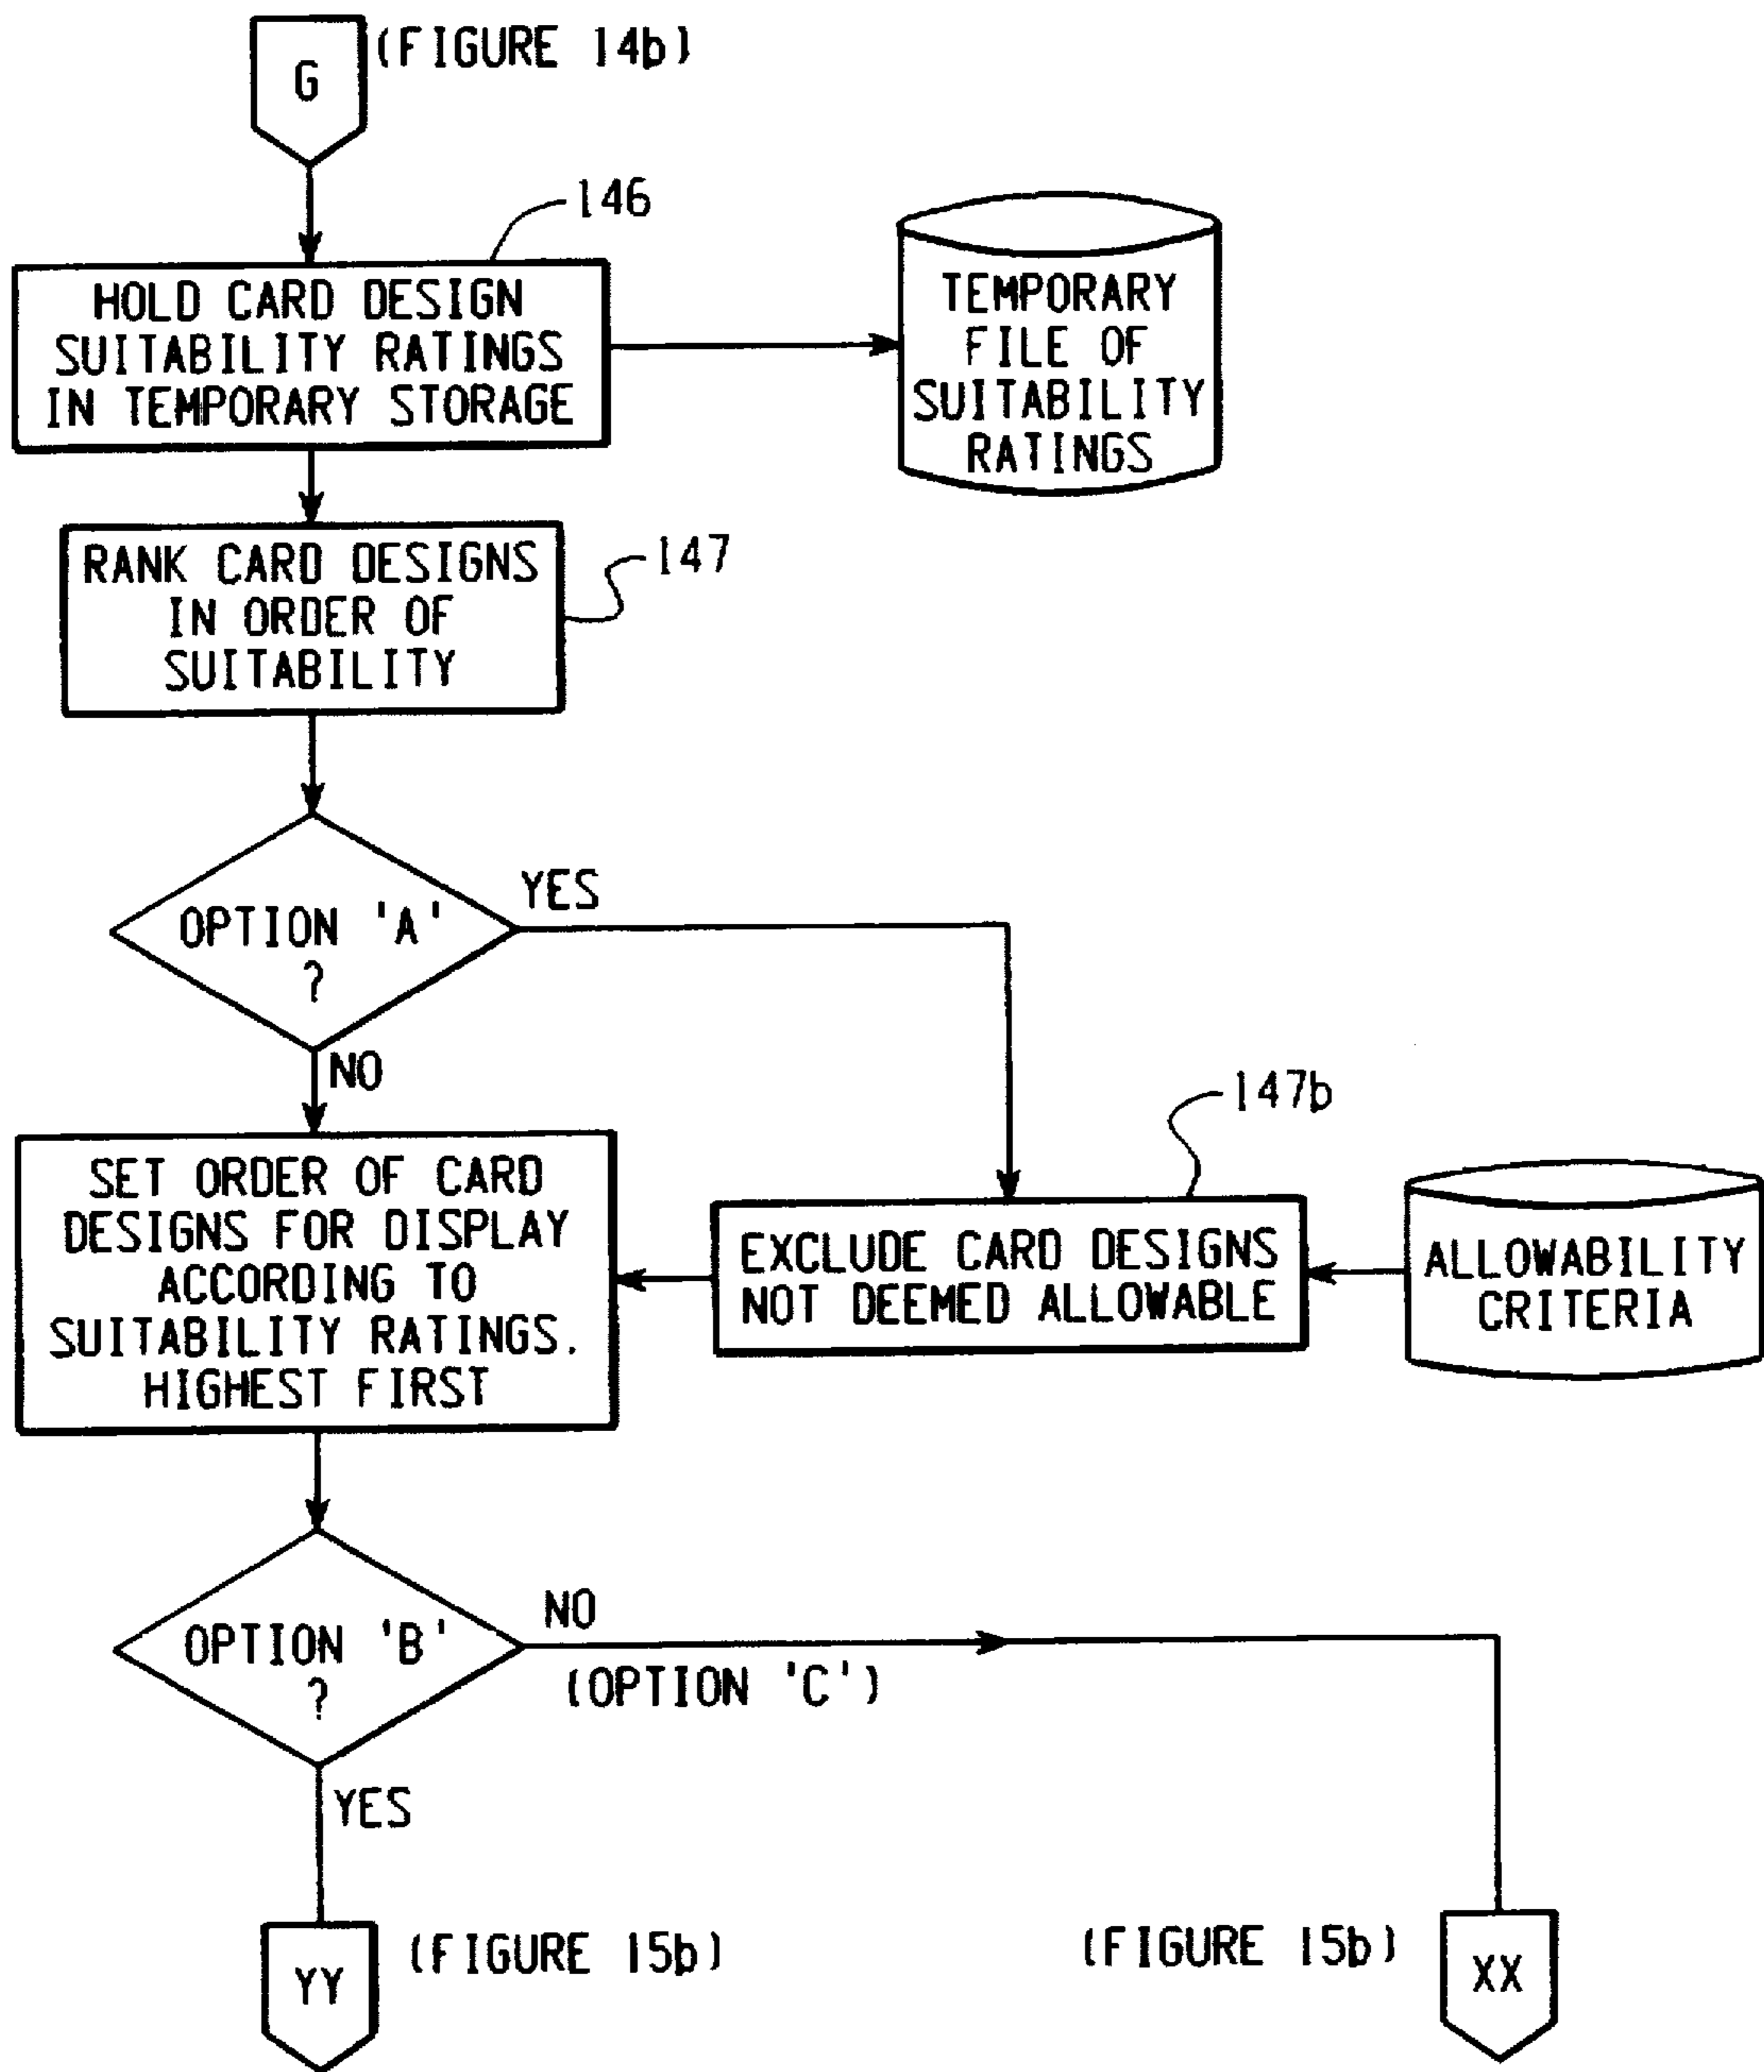 G
(FIGURE 14b)
146
HOLD CARD DESIGN
SUITABILITY RATINGS
IN TEMPORARY STORAGE
TEMPORARY
FILE OF
SUITABILITY
RATINGS
147
RANK CARD DESIGNS
IN ORDER OF
SUITABILITY
OPTION 'A'
?
YES
NO
147b
SET ORDER OF CARD
DESIGNS FOR DISPLAY
ACCORDING TO
SUITABILITY RATINGS.
HIGHEST FIRST
EXCLUDE CARD DESIGNS
NOT DEEMED ALLOWABLE
ALLOWABILITY
CRITERIA
OPTION 'B'
?
NO
(OPTION 'C')
YES
YY
(FIGURE 15b)
(FIGURE 15b)
XX